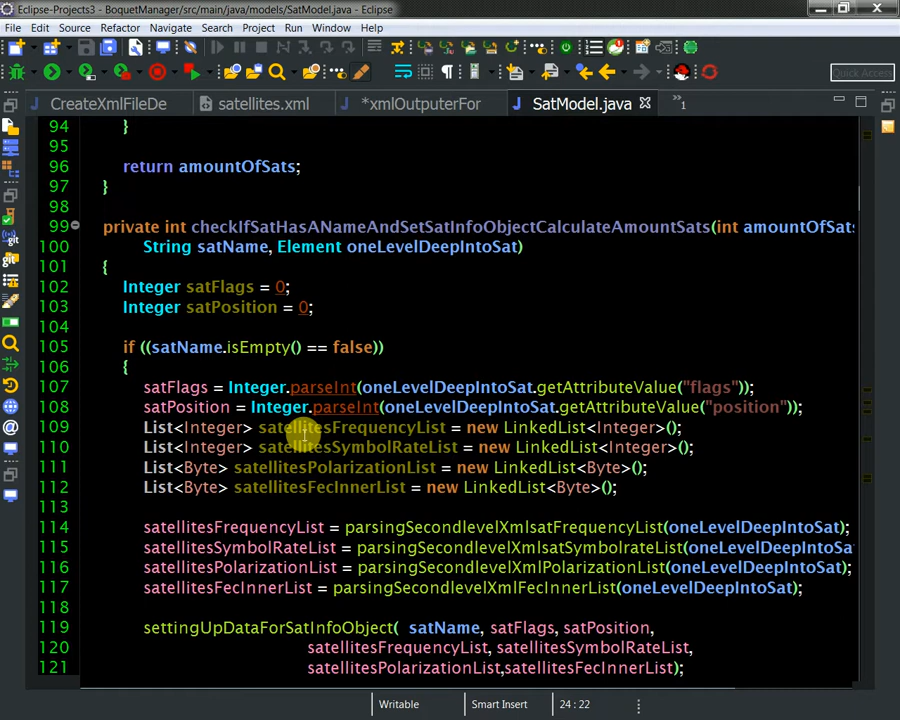 Eclipse-Projects3 - BoquetManager/src/main/java/models/SatModel.java - Eclipse
File Edit Source Refactor Navigate Search Project Run Window Help
Quick Access
CreateXmlFileDe satellites.xml *xmlOutputerFor SatModel.java »1
94 }
95
96 return amountOfSats;
97 }
98
99 private int checkIfSatHasANameAndSetSatInfoObjectCalculateAmountSats(int amountOfSats
100 String satName, Element oneLevelDeepIntoSat)
101 {
102 Integer satFlags = 0;
103 Integer satPosition = 0;
104
105 if ((satName.isEmpty() == false))
106 {
107 satFlags = Integer.parseInt(oneLevelDeepIntoSat.getAttributeValue("flags"));
108 satPosition = Integer.parseInt(oneLevelDeepIntoSat.getAttributeValue("position"));
109 List<Integer> satellitesFrequencyList = new LinkedList<Integer>();
110 List<Integer> satellitesSymbolRateList = new LinkedList<Integer>();
111 List<Byte> satellitesPolarizationList = new LinkedList<Byte>();
112 List<Byte> satellitesFecInnerList = new LinkedList<Byte>();
113
114 satellitesFrequencyList = parsingSecondlevelXmlsatFrequencyList(oneLevelDeepIntoSat);
115 satellitesSymbolRateList = parsingSecondlevelXmlsatSymbolrateList(oneLevelDeepIntoSa
116 satellitesPolarizationList = parsingSecondlevelXmlPolarizationList(oneLevelDeepIntoSat);
117 satellitesFecInnerList = parsingSecondlevelXmlFecInnerList(oneLevelDeepIntoSat);
118
119 settingUpDataForSatInfoObject( satName, satFlags, satPosition,
120 satellitesFrequencyList, satellitesSymbolRateList,
121 satellitesPolarizationList,satellitesFecInnerList);
Writable Smart Insert 24 : 22